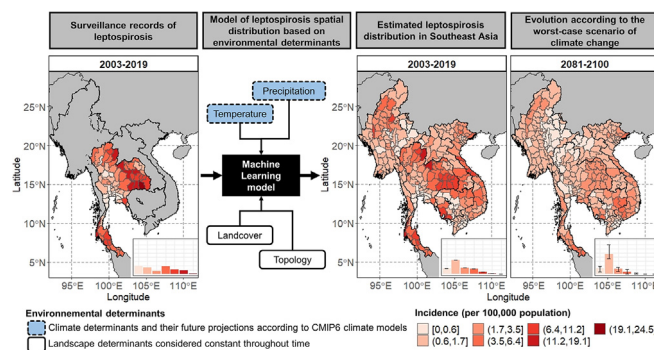 Surveillance records of
leptospirosis
Model of leptospirosis spatial
distribution based on
environmental determinants
Estimated leptospirosis
distribution in Southeast Asia
Evolution according to the
worst-case scenario of
climate change
2003-2019
25°N
20°N
15°N
10°N
5°N
Latitude
95°E 100°E 105°E
Longitude
Precipitation
Temperature
Machine
Learning
model
Landcover
Topology
2003-2019
25°N
20°N
15°N
10°N
5°N
Latitude
95°E 100°E 105°E
Longitude
2081-2100
95°E 100°E 105°E
Longitude
Environnemental determinants
Climate determinants and their future projections according to CMIP6 climate models
Landscape determinants considered constant throughout time
Incidence (per 100,000 population)
[0,0.6] (1.7,3.5] (6.4,11.2] (19.1,24.5
(0.6,1.7] (3.5,6.4] (11.2,19.1]